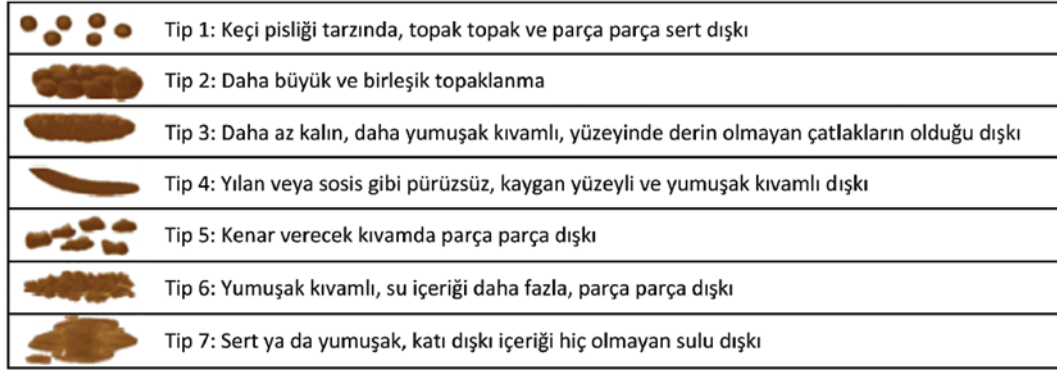 Tip 1: Keçi pisliği tarzında, topak topak ve parça parça sert dışkı
Tip 2: Daha büyük ve birleşik topaklanma
Tip 3: Daha az kalın, daha yumuşak kıvamlı, yüzeyinde derin olmayan çatlakların olduğu dışkı
Tip 4: Yılan veya sosis gibi pürüzsüz, kaygan yüzeyli ve yumuşak kıvamlı dışkı
Tip 5: Kenar verecek kıvamda parça parça dışkı
Tip 6: Yumuşak kıvamlı, su içeriği daha fazla, parça parça dışkı
Tip 7: Sert ya da yumuşak, katı dışkı içeriği hiç olmayan sulu dışkı